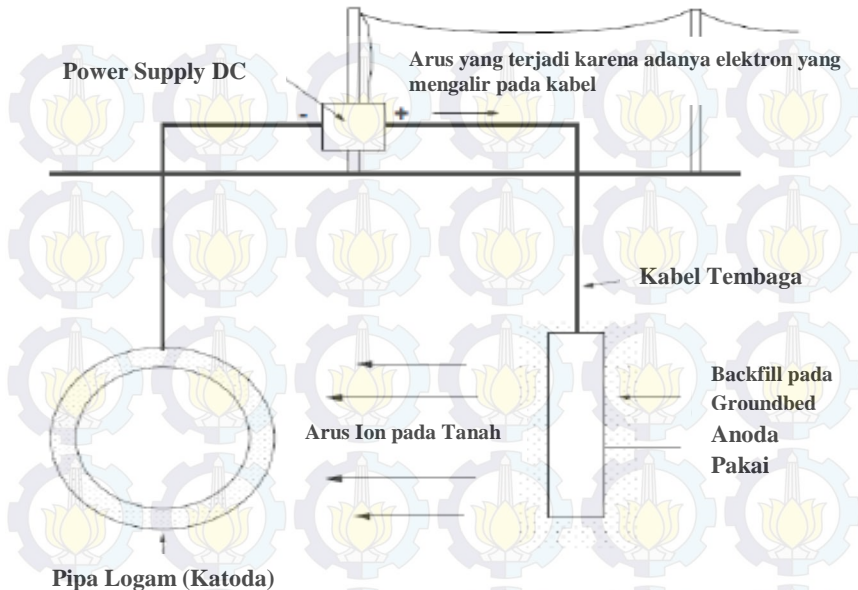 Power Supply DC
Arus yang terjadi karena adanya elektron yang
mengalir pada kabel
- +
Kabel Tembaga
Backfill pada
Groundbed
Arus Ion pada Tanah
Anoda
Pakai
Pipa Logam (Katoda)